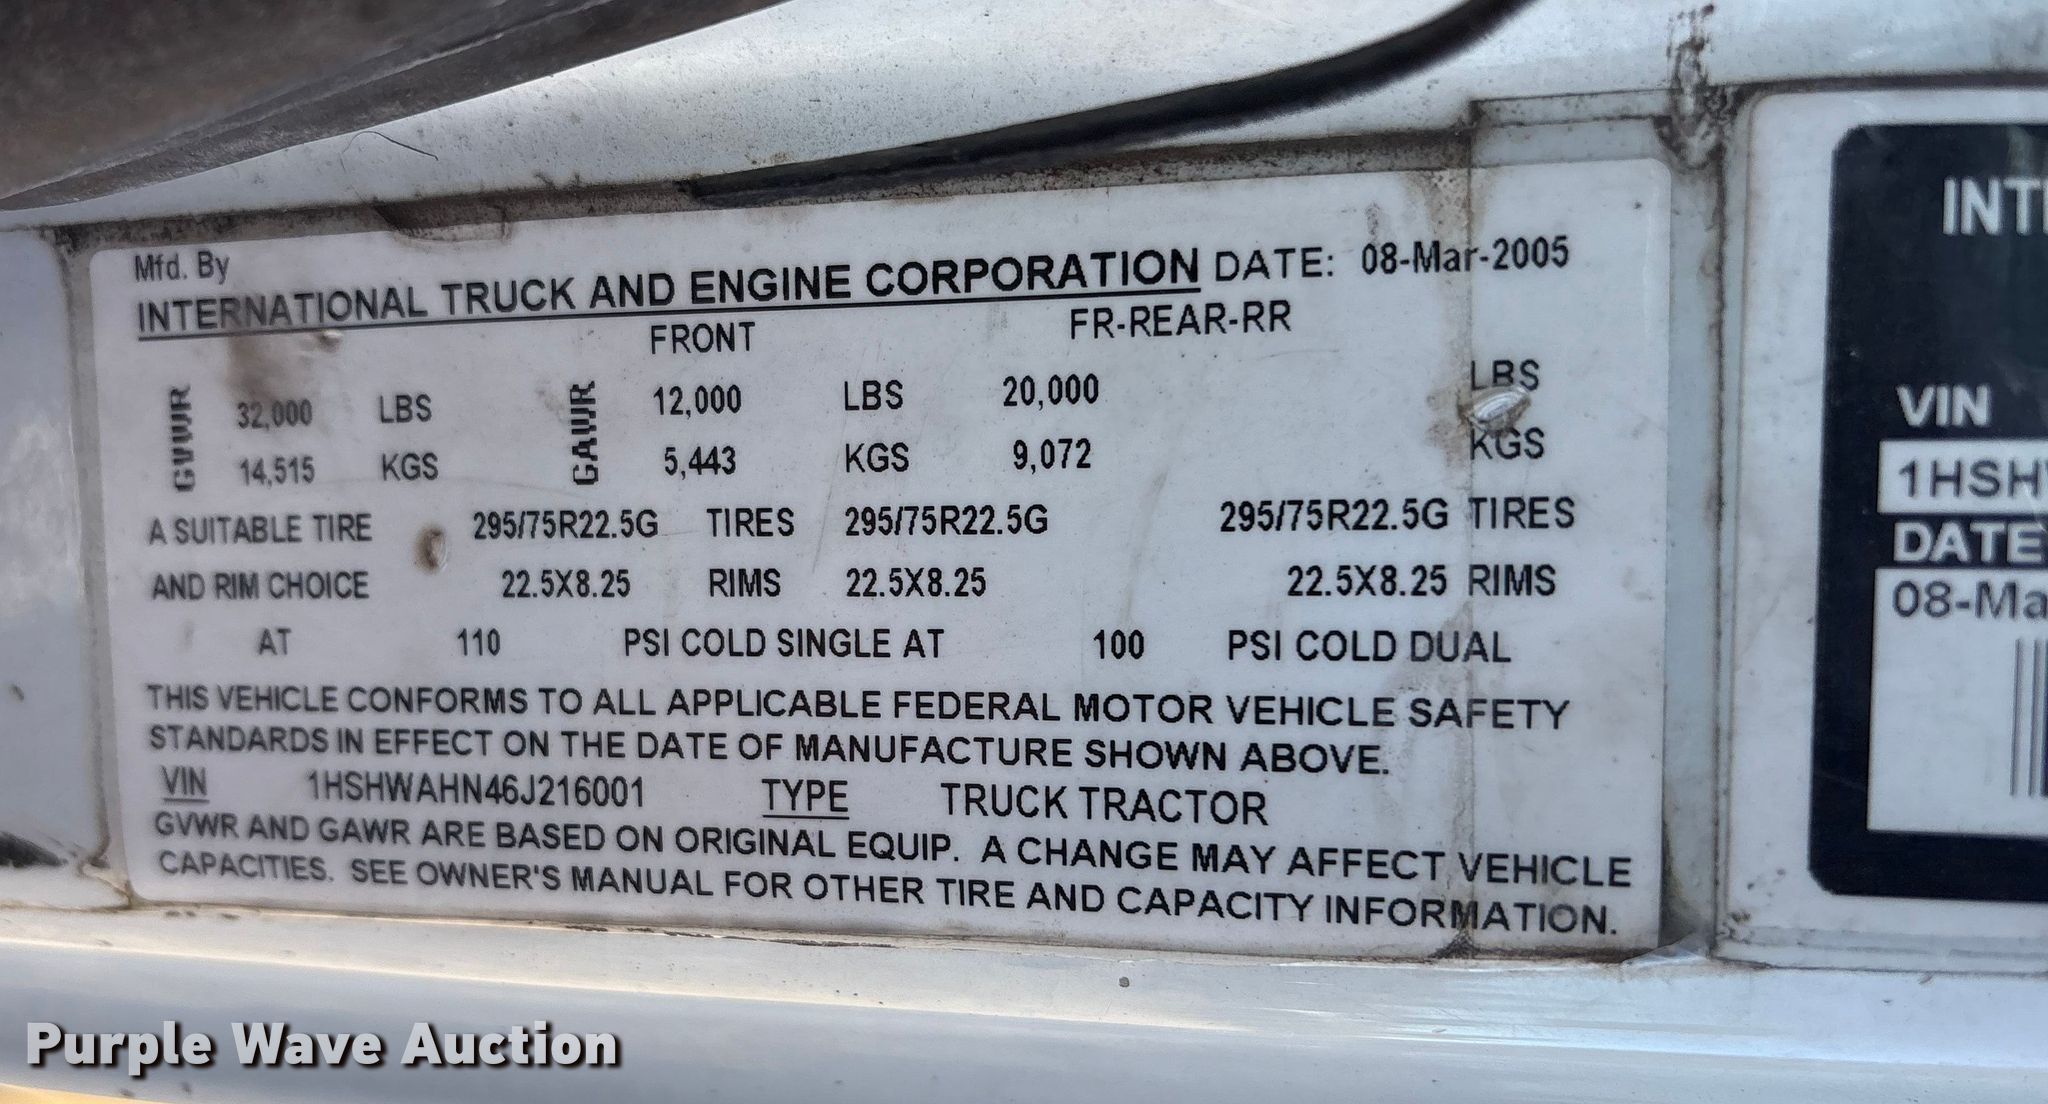 Mfd. By
INTERNATIONAL TRUCK AND ENGINE CORPORATION DATE: 08-Mar-2005
FRONT FR-REAR-RR
GVWR 32,000 LBS GAWR 12,000 LBS 20,000 LBS
14,515 KGS 5,443 KGS 9,072 KGS
A SUITABLE TIRE 295/75R22.5G TIRES 295/75R22.5G 295/75R22.5G TIRES
AND RIM CHOICE 22.5X8.25 RIMS 22.5X8.25 22.5X8.25 RIMS
AT 110 PSI COLD SINGLE AT 100 PSI COLD DUAL
THIS VEHICLE CONFORMS TO ALL APPLICABLE FEDERAL MOTOR VEHICLE SAFETY
STANDARDS IN EFFECT ON THE DATE OF MANUFACTURE SHOWN ABOVE.
VIN 1HSHWAHN46J216001 TYPE TRUCK TRACTOR
GVWR AND GAWR ARE BASED ON ORIGINAL EQUIP. A CHANGE MAY AFFECT VEHICLE
CAPACITIES. SEE OWNER'S MANUAL FOR OTHER TIRE AND CAPACITY INFORMATION.
INT
VIN
1HSH
DATE
08-Ma
Purple Wave Auction